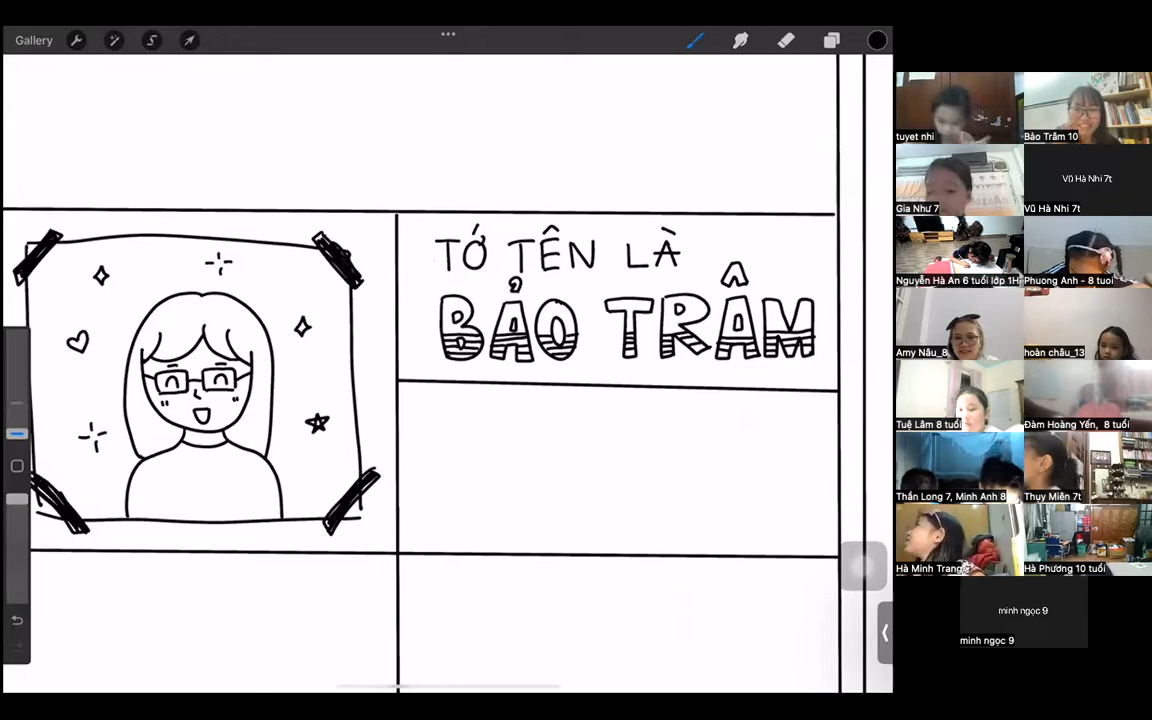 Gallery
TỚ TÊN LÀ
BẢO TRÂM
tuyet nhi
Bảo Trâm 10
Gia Như 7
Vũ Hà Nhi 7t
Vũ Hà Nhi 7t
Nguyễn Hà An 6 tuổi lớp 1H
Phuong Anh - 8 tuoi
Amy Nấu_8
hoàn châu_13
Tuệ Lâm 8 tuổi
Đàm Hoàng Yến, 8 tuổi
Thần Long 7, Minh Anh 8
Thụy Miên 7t
Hà Minh Trang
Hà Phương 10 tuổi
minh ngọc 9
minh ngọc 9